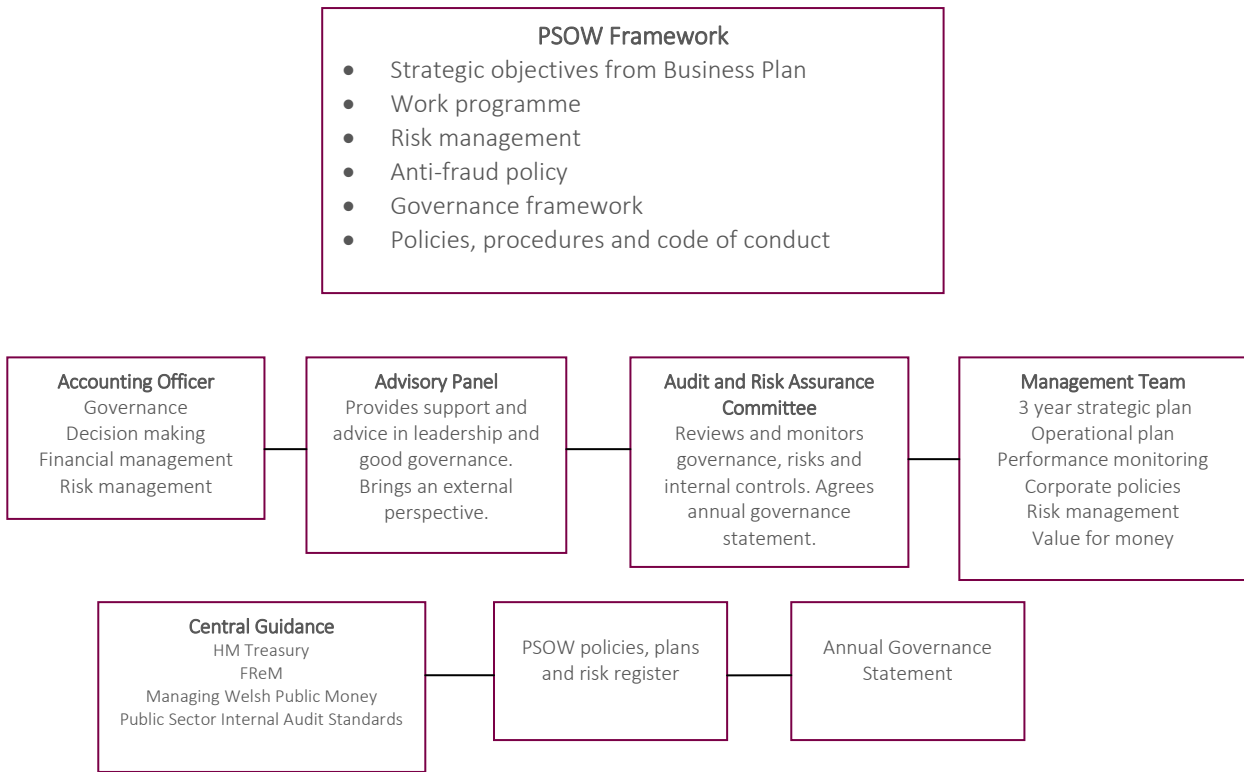 PSOW Framework
• Strategic objectives from Business Plan
• Work programme
• Risk management
• Anti-fraud policy
• Governance framework
• Policies, procedures and code of conduct
Accounting Officer
Governance
Decision making
Financial management
Risk management
Advisory Panel
Provides support and
advice in leadership and
good governance.
Brings an external
perspective.
Audit and Risk Assurance
Committee
Reviews and monitors
governance, risks and
internal controls. Agrees
annual governance
statement.
Management Team
3 year strategic plan
Operational plan
Performance monitoring
Corporate policies
Risk management
Value for money
Central Guidance
HM Treasury
FReM
Managing Welsh Public Money
Public Sector Internal Audit Standards
PSOW policies, plans
and risk register
Annual Governance
Statement